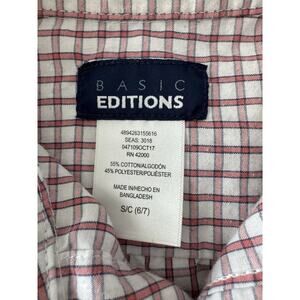 BASIC
EDITIONS
4894263155616
SEAS: 3018
047109OCT17
RN 42000
55% COTTON/ALGODÓN
45% POLYESTER/POLIÉSTER
MADE IN/HECHO EN
BANGLADESH
S/C (6/7)